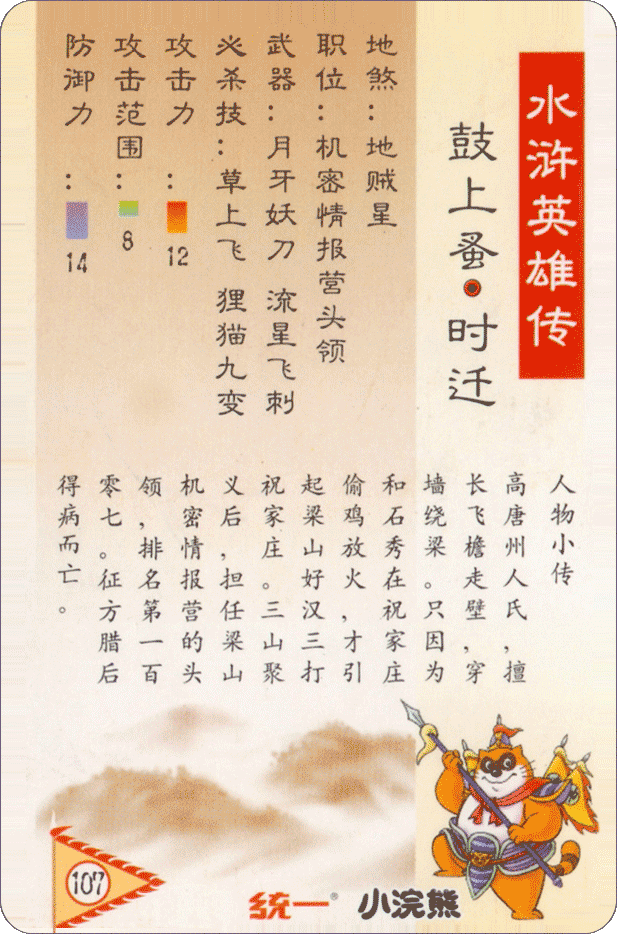 水浒英雄传
鼓上蚤·时迁
地煞：地贼星
职位：机密情报营头领
武器：月牙妖刀 流星飞刺
必杀技：草上飞 狸猫九变
攻击力：12
攻击范围：8
防御力：14
人物小传
高唐州人氏，擅
长飞檐走壁，穿
墙绕梁。只因为
和石秀在祝家庄
偷鸡放火，才引
起梁山好汉三打
祝家庄。三山聚
义后，担任梁山
机密情报营的头
领，排名第一百
零七。征方腊后
得病而亡。
107
统一® 小浣熊